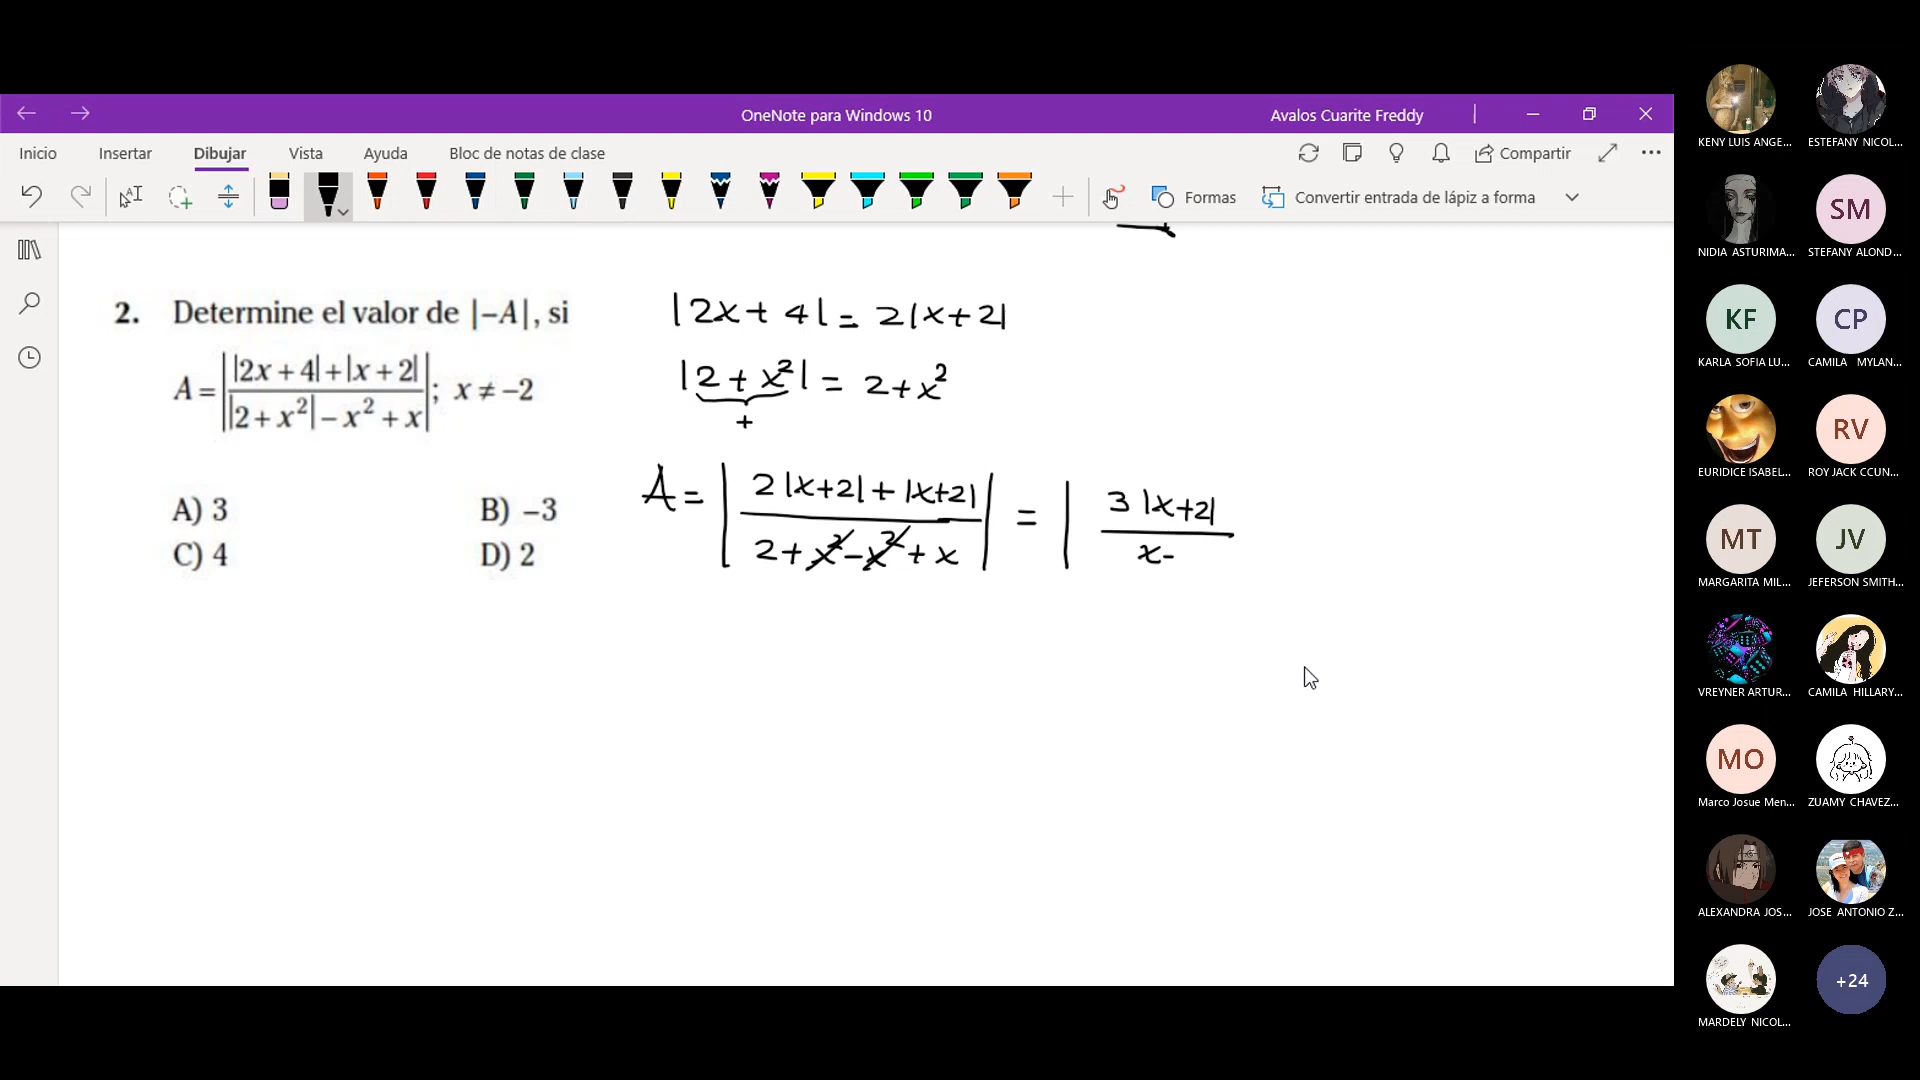 OneNote para Windows 10
Avalos Cuarite Freddy
Inicio Insertar Dibujar Vista Ayuda Bloc de notas de clase
Compartir
Formas
Convertir entrada de lápiz a forma
2. Determine el valor de |−A|, si
A = | (|2x + 4| + |x + 2|) / (|2 + x²| − x² + x) |; x ≠ −2
A) 3 B) −3
C) 4 D) 2
|2x + 4| = 2|x+2|
|2 + x²| = 2+x²
+
A = | (2|x+2| + |x+2|) / (2+x²−x²+x) | = | 3|x+2| / x-
KENY LUIS ANGE...
ESTEFANY NICOL...
NIDIA ASTURIMA...
SM
STEFANY ALOND...
KF
KARLA SOFIA LU...
CP
CAMILA MYLAN...
EURIDICE ISABEL...
RV
ROY JACK CCUN...
MT
MARGARITA MIL...
JV
JEFERSON SMITH...
VREYNER ARTUR...
CAMILA HILLARY...
MO
Marco Josue Men...
ZUAMY CHAVEZ...
ALEXANDRA JOS...
JOSE ANTONIO Z...
MARDELY NICOL...
+24